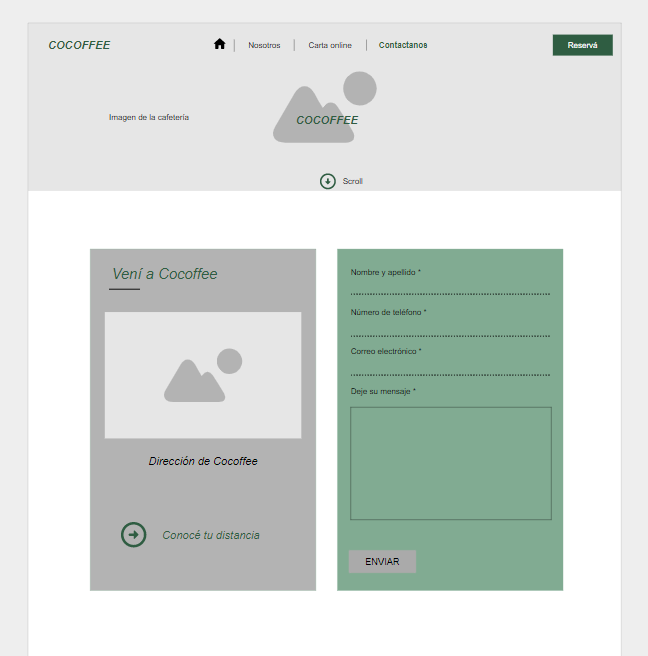 COCOFFEE
Nosotros
Carta online
Contactanos
Reservá
Imagen de la cafetería
COCOFFEE
Scroll
Vení a Cocoffee
Dirección de Cocoffee
Conocé tu distancia
Nombre y apellido *
Número de teléfono *
Correo electrónico *
Deje su mensaje *
ENVIAR